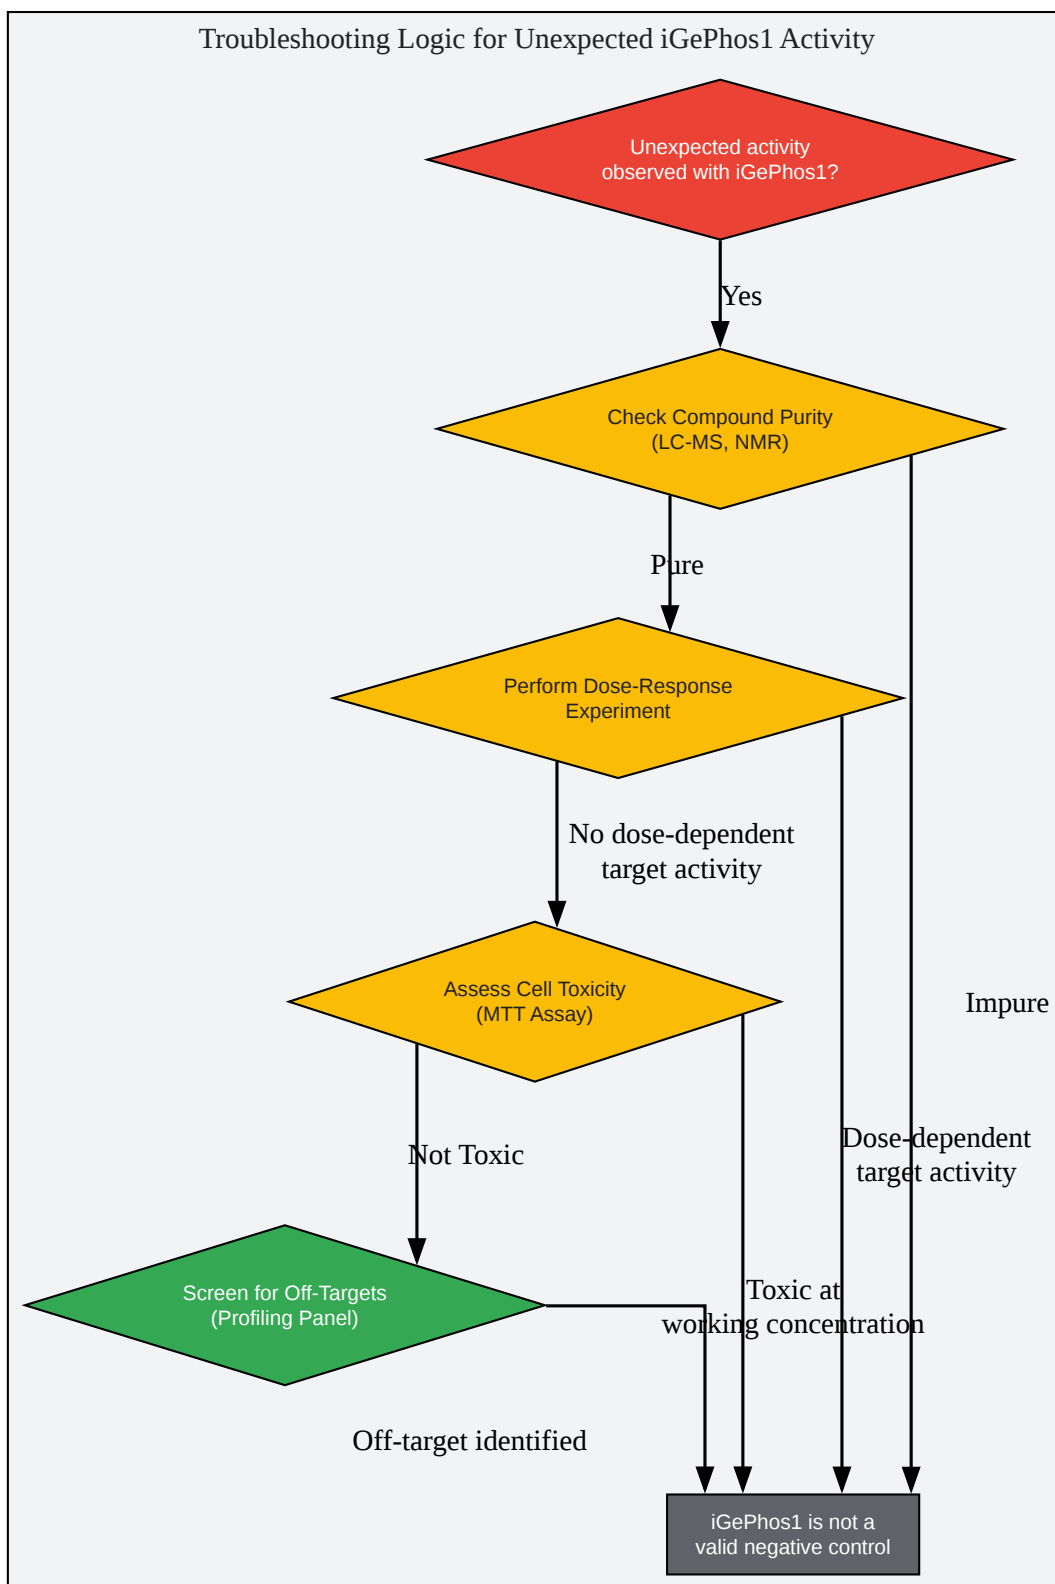 Troubleshooting Logic for Unexpected iGePhos1 Activity
Unexpected activity
observed with iGePhos1?
Yes
Check Compound Purity
(LC-MS, NMR)
Pure
Perform Dose-Response
Experiment
No dose-dependent
target activity
Assess Cell Toxicity
(MTT Assay)
Impure
Dose-dependent
target activity
Not Toxic
Toxic at
working concentration
Screen for Off-Targets
(Profiling Panel)
Off-target identified
iGePhos1 is not a
valid negative control